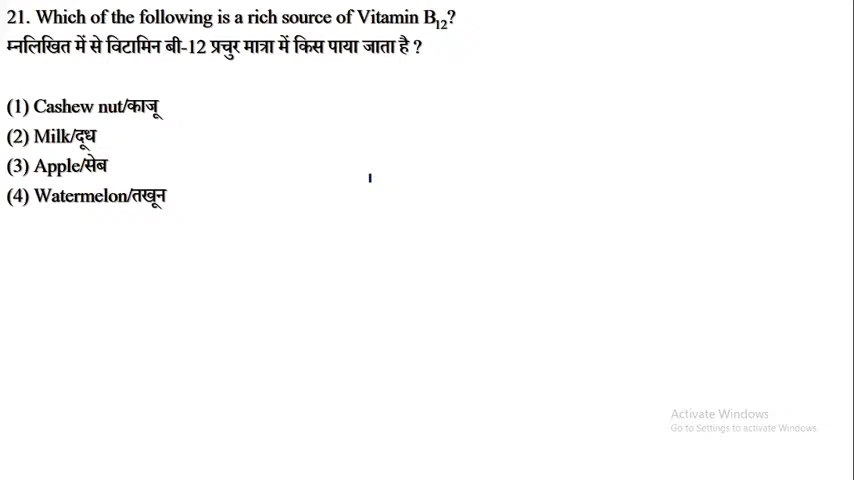 21. Which of the following is a rich source of Vitamin B12?
म्नलिखित में से विटामिन बी-12 प्रचुर मात्रा में किस पाया जाता है ?
(1) Cashew nut/काजू
(2) Milk/दूध
(3) Apple/सेब
(4) Watermelon/तखून
Activate Windows
Go to Settings to activate Windows.